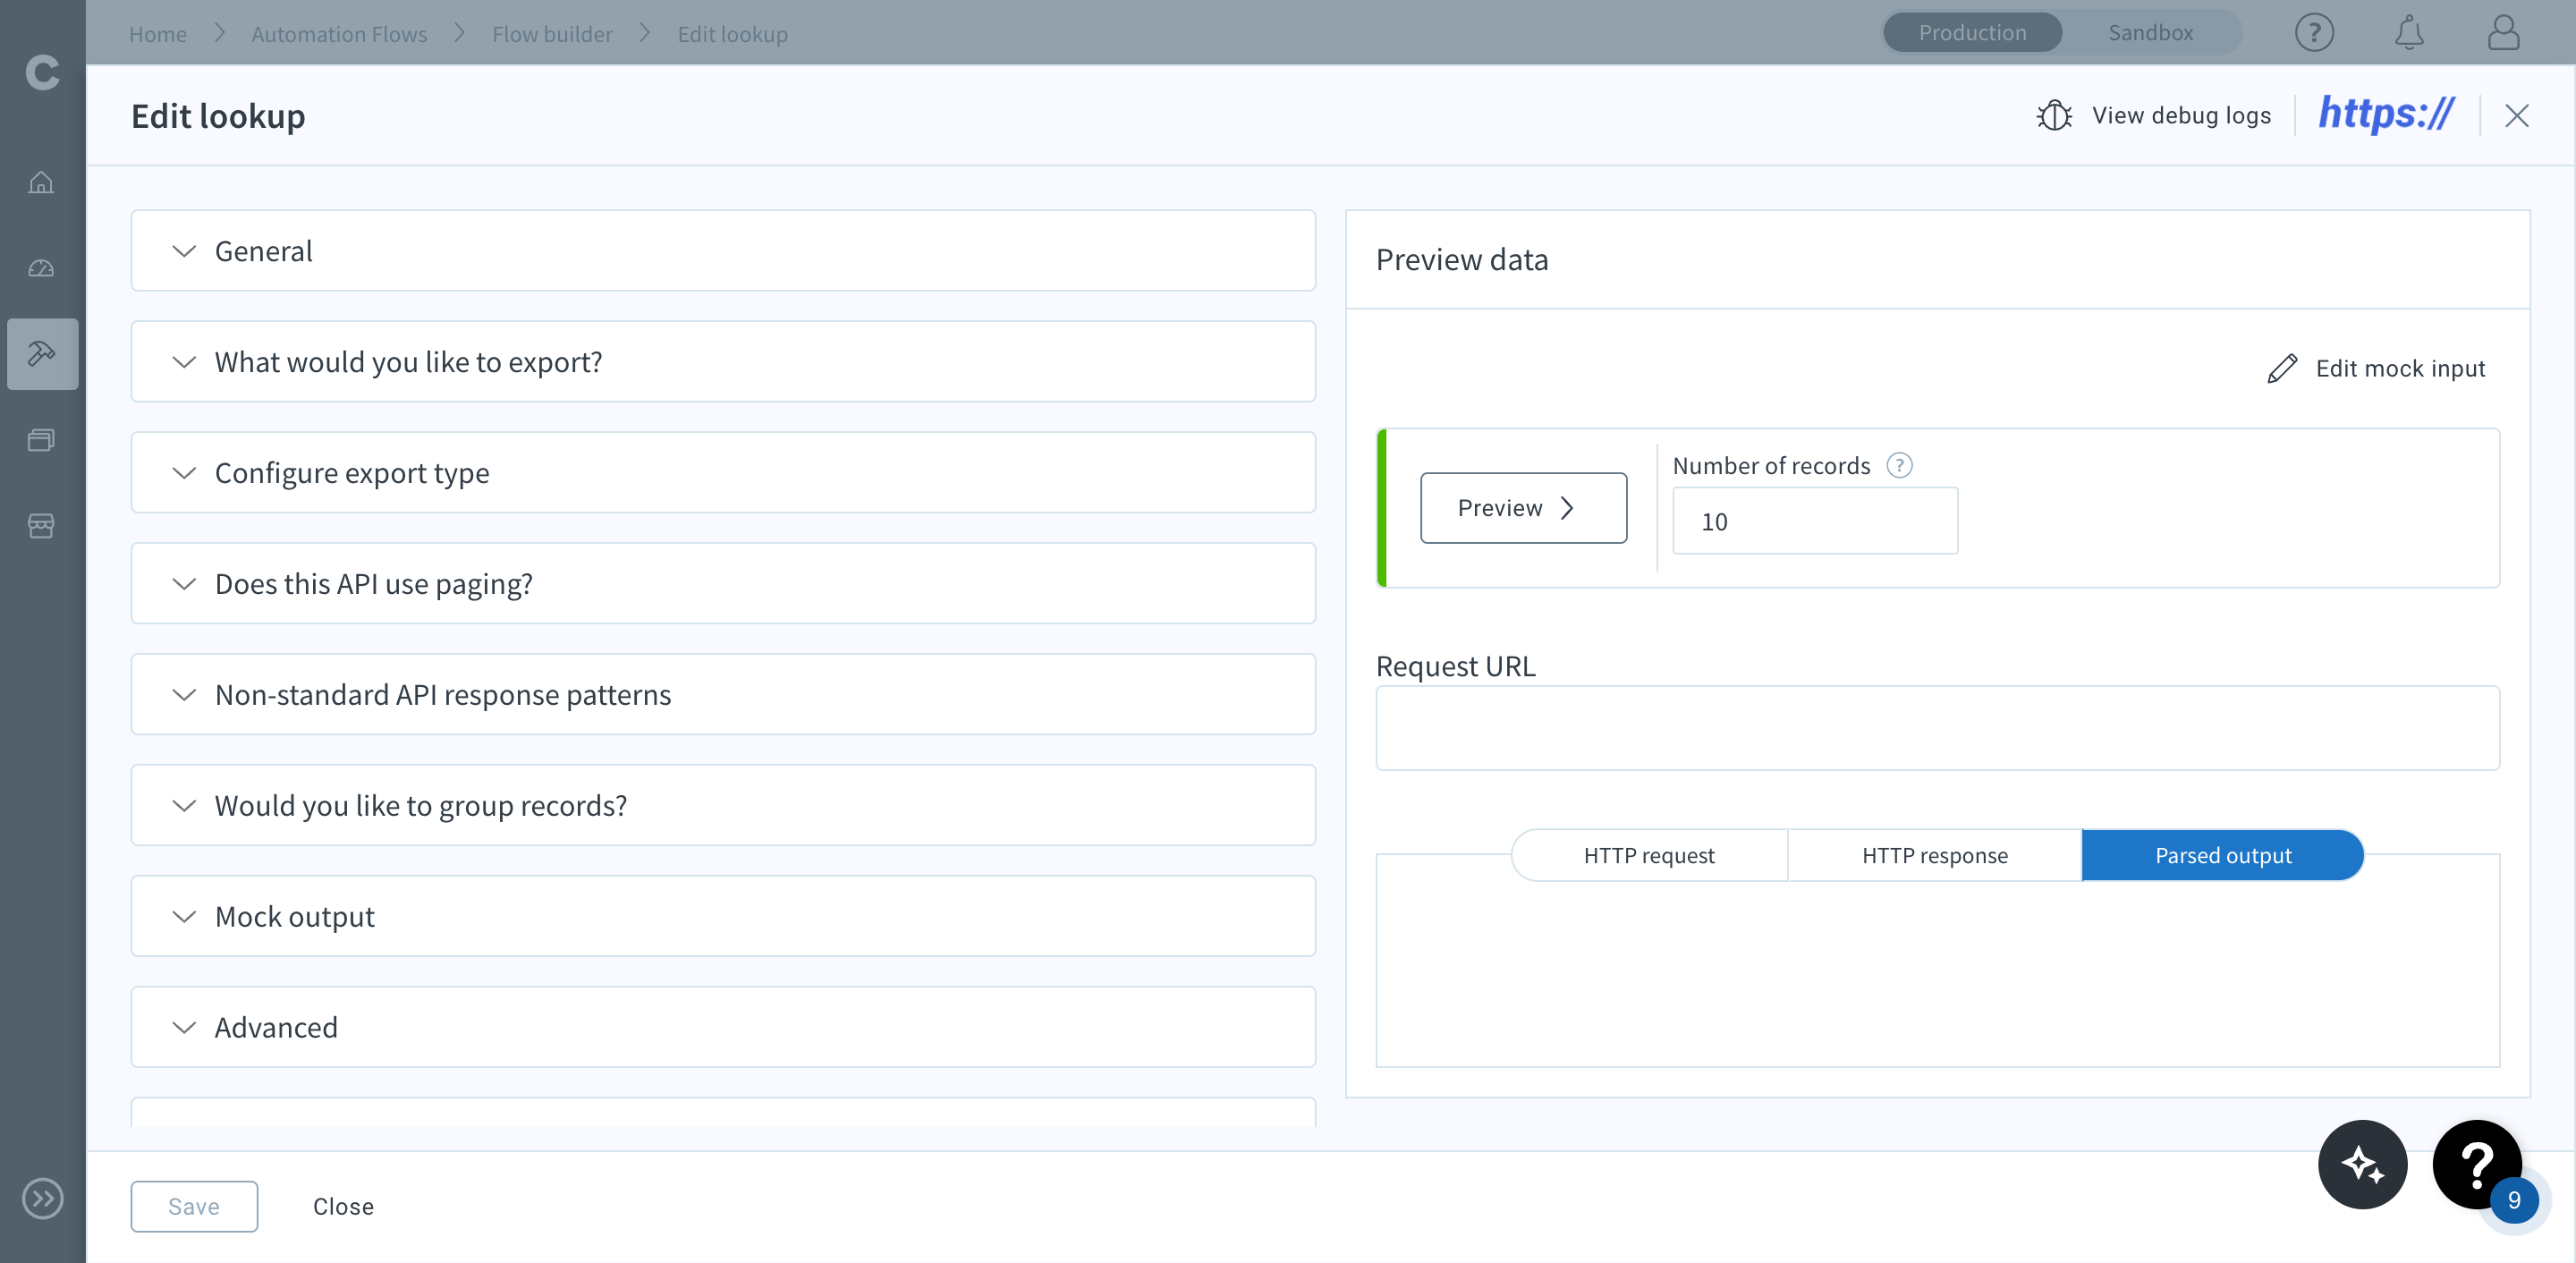 Home Automation Flows Flow builder Edit lookup Production Sandbox ?
C
Edit lookup View debug logs https://
General
What would you like to export?
Configure export type
Does this API use paging?
Non-standard API response patterns
Would you like to group records?
Mock output
Advanced
Preview data
Edit mock input
Preview
Number of records ?
10
Request URL
HTTP request HTTP response Parsed output
Save Close
?
9